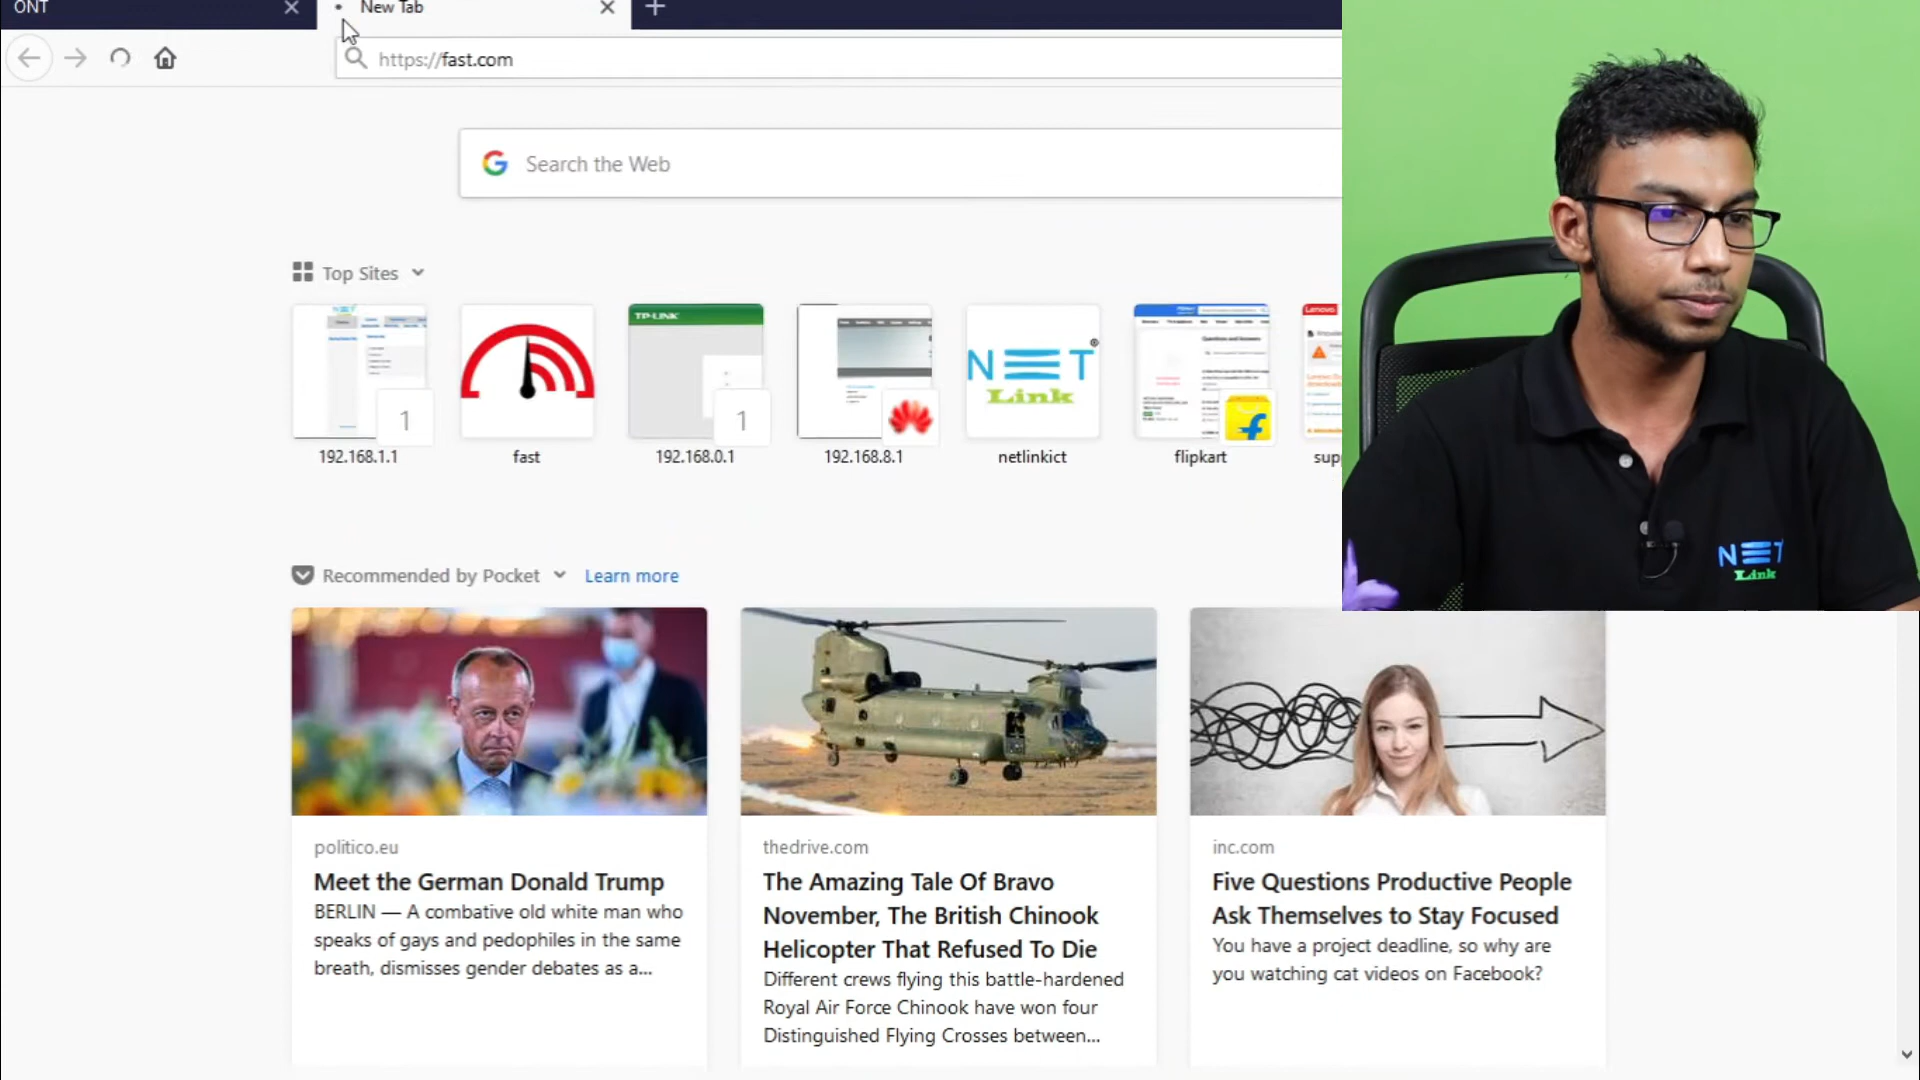 ONT
New Tab
https://fast.com
Search the Web
Top Sites
TP-LINK
Lenovo
NET
Link
1
1
192.168.1.1
fast
192.168.0.1
192.168.8.1
netlinkict
flipkart
sup
NET
Link
Recommended by Pocket
Learn more
politico.eu
Meet the German Donald Trump
BERLIN — A combative old white man who
speaks of gays and pedophiles in the same
breath, dismisses gender debates as a...
thedrive.com
The Amazing Tale Of Bravo
November, The British Chinook
Helicopter That Refused To Die
Different crews flying this battle-hardened
Royal Air Force Chinook have won four
Distinguished Flying Crosses between...
inc.com
Five Questions Productive People
Ask Themselves to Stay Focused
You have a project deadline, so why are
you watching cat videos on Facebook?